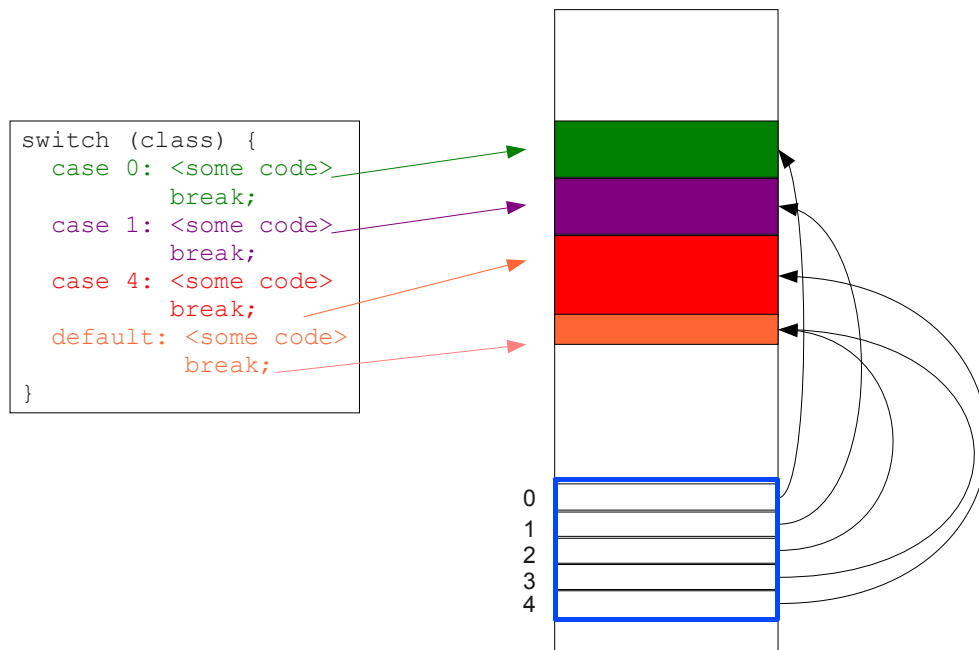 switch (class) {
case 0: <some code>
break;
case 1: <some code>
break;
case 4: <some code>
break;
default: <some code>
break;
}
0
1
2
3
4